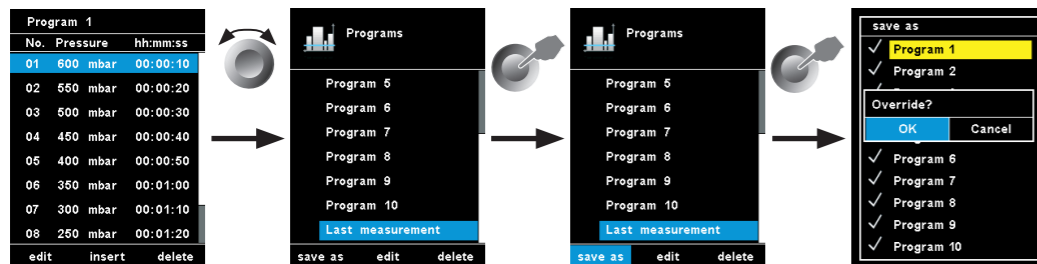 Program 1
No. Pressure hh:mm:ss
01 600 mbar 00:00:10
02 550 mbar 00:00:20
03 500 mbar 00:00:30
04 450 mbar 00:00:40
05 400 mbar 00:00:50
06 350 mbar 00:01:00
07 300 mbar 00:01:10
08 250 mbar 00:01:20
edit insert delete
Programs
Program 5
Program 6
Program 7
Program 8
Program 9
Program 10
Last measurement
save as edit delete
Programs
Program 5
Program 6
Program 7
Program 8
Program 9
Program 10
Last measurement
save as edit delete
save as
Program 1
Program 2
Override?
OK Cancel
Program 6
Program 7
Program 8
Program 9
Program 10